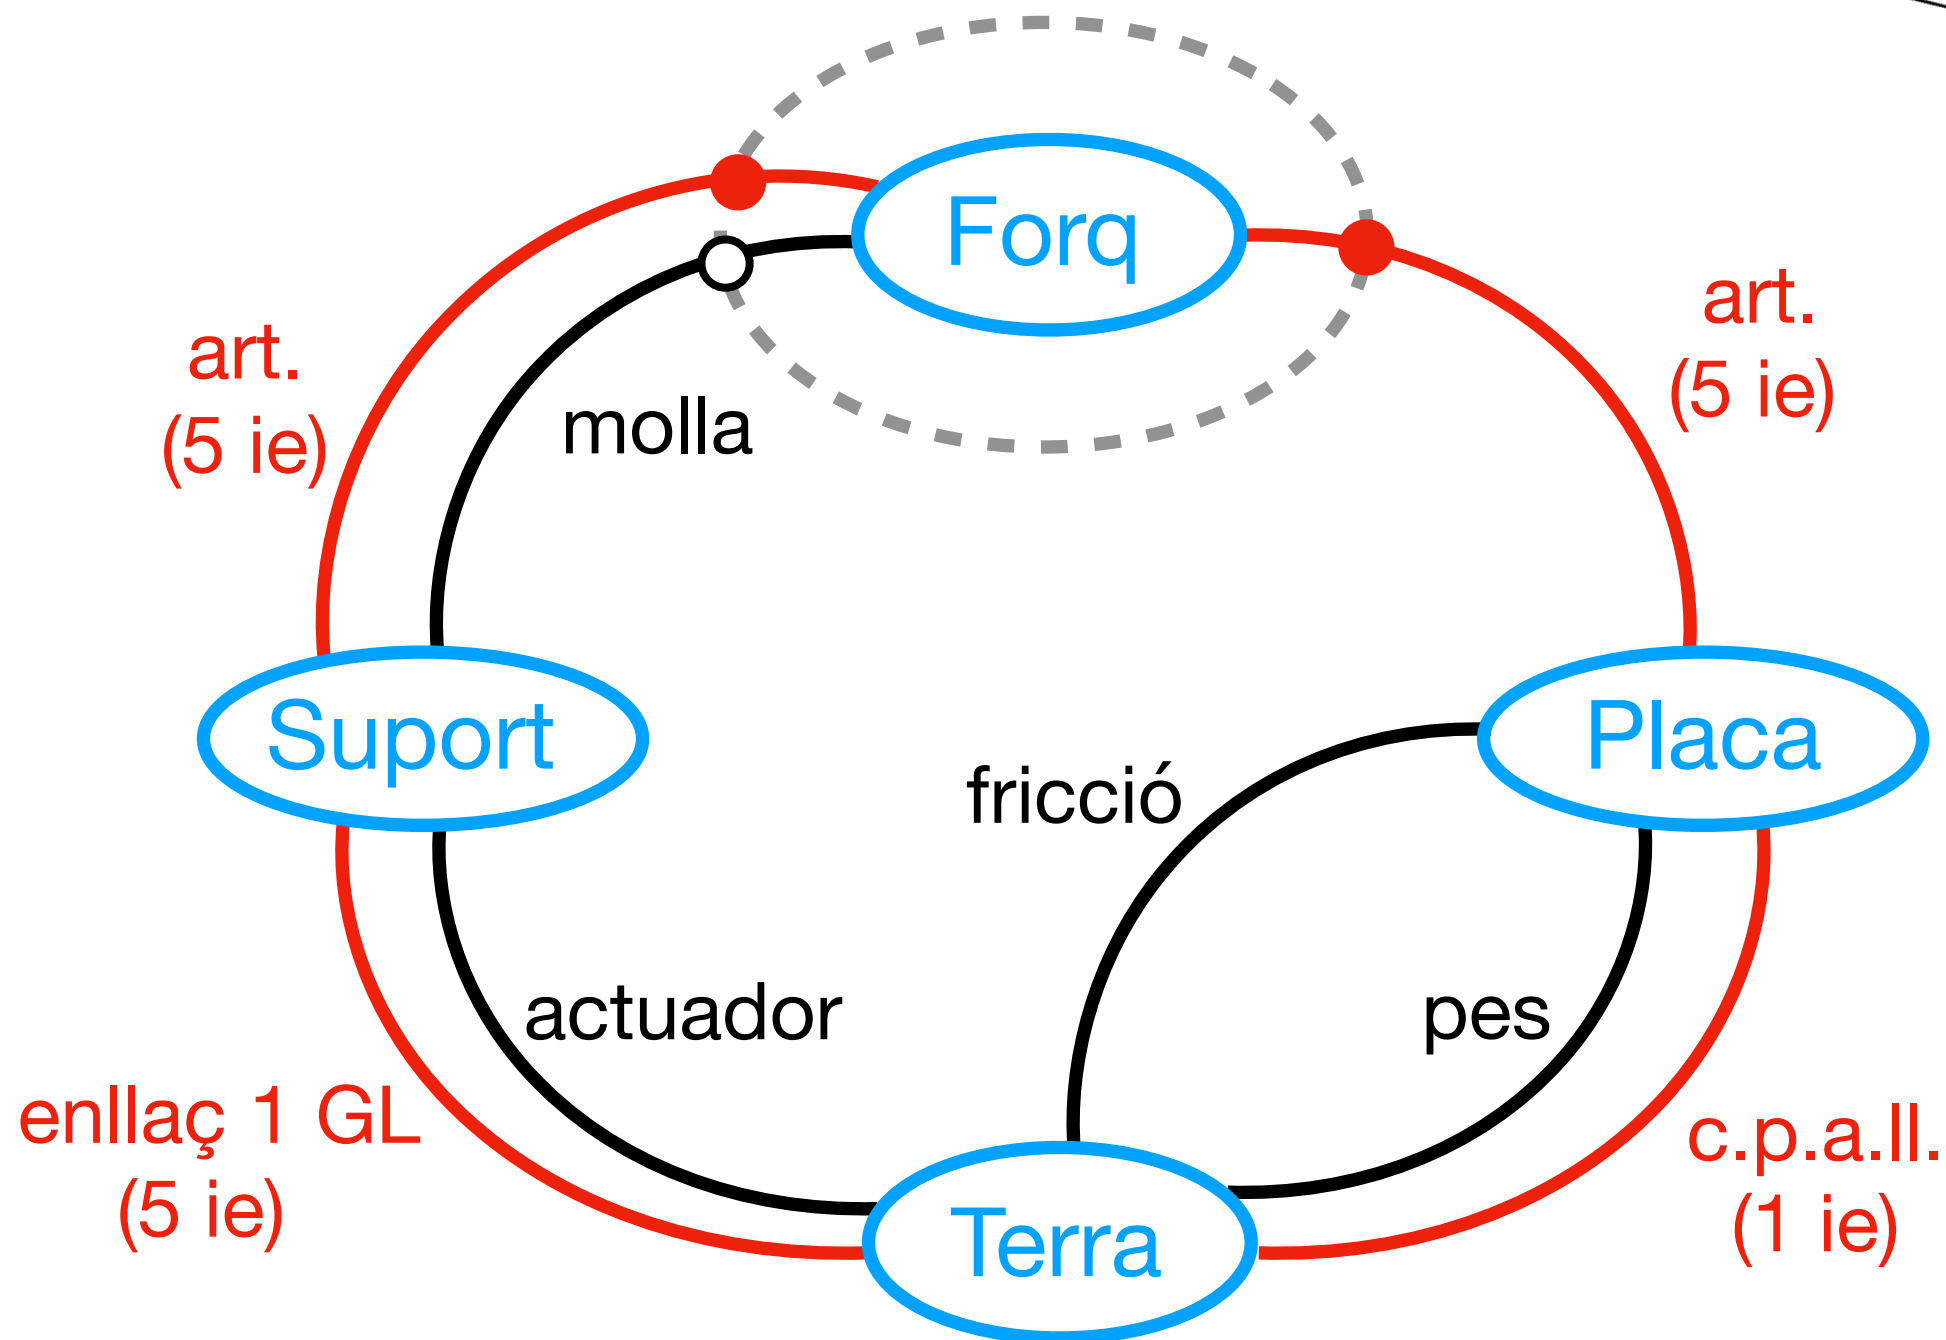 Forq
art.
(5 ie)
art.
(5 ie)
molla
Suport
Placa
fricció
actuador
pes
enllaç 1 GL
(5 ie)
c.p.a.ll.
(1 ie)
Terra